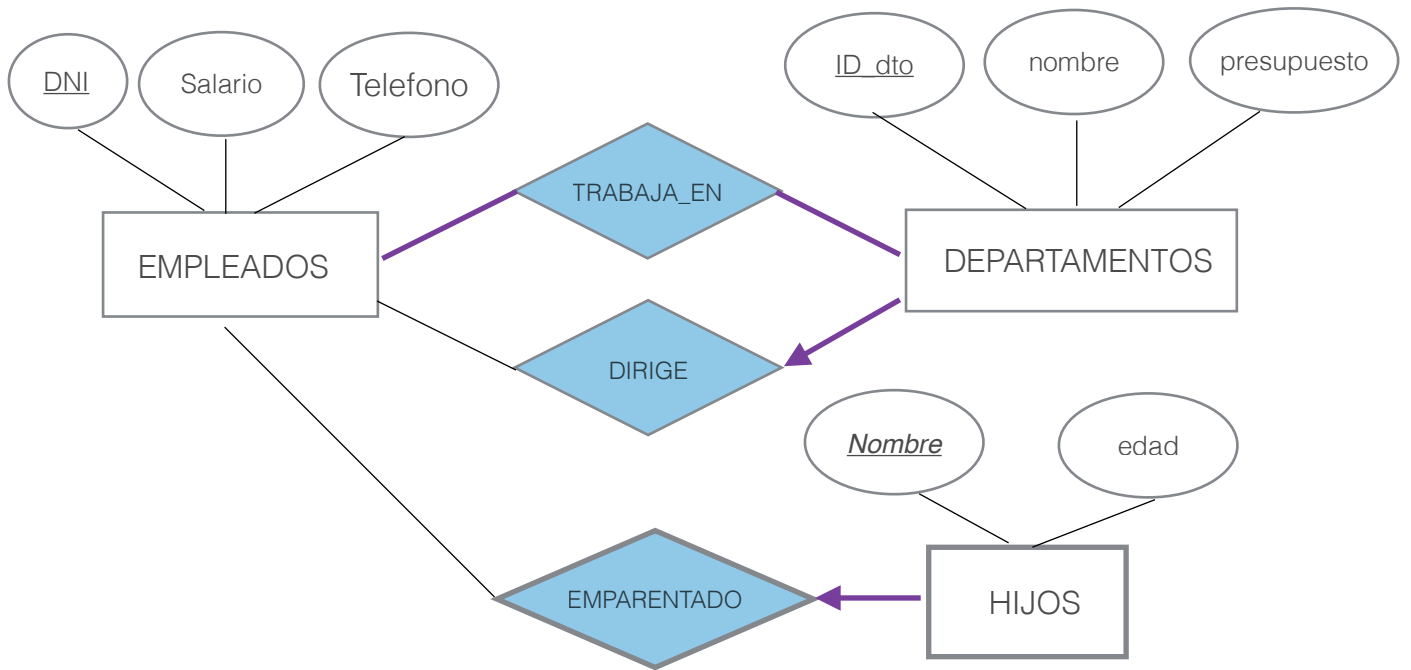 DNI
Salario
Telefono
ID_dto
nombre
presupuesto
TRABAJA_EN
EMPLEADOS
DEPARTAMENTOS
DIRIGE
Nombre
edad
EMPARENTADO
HIJOS